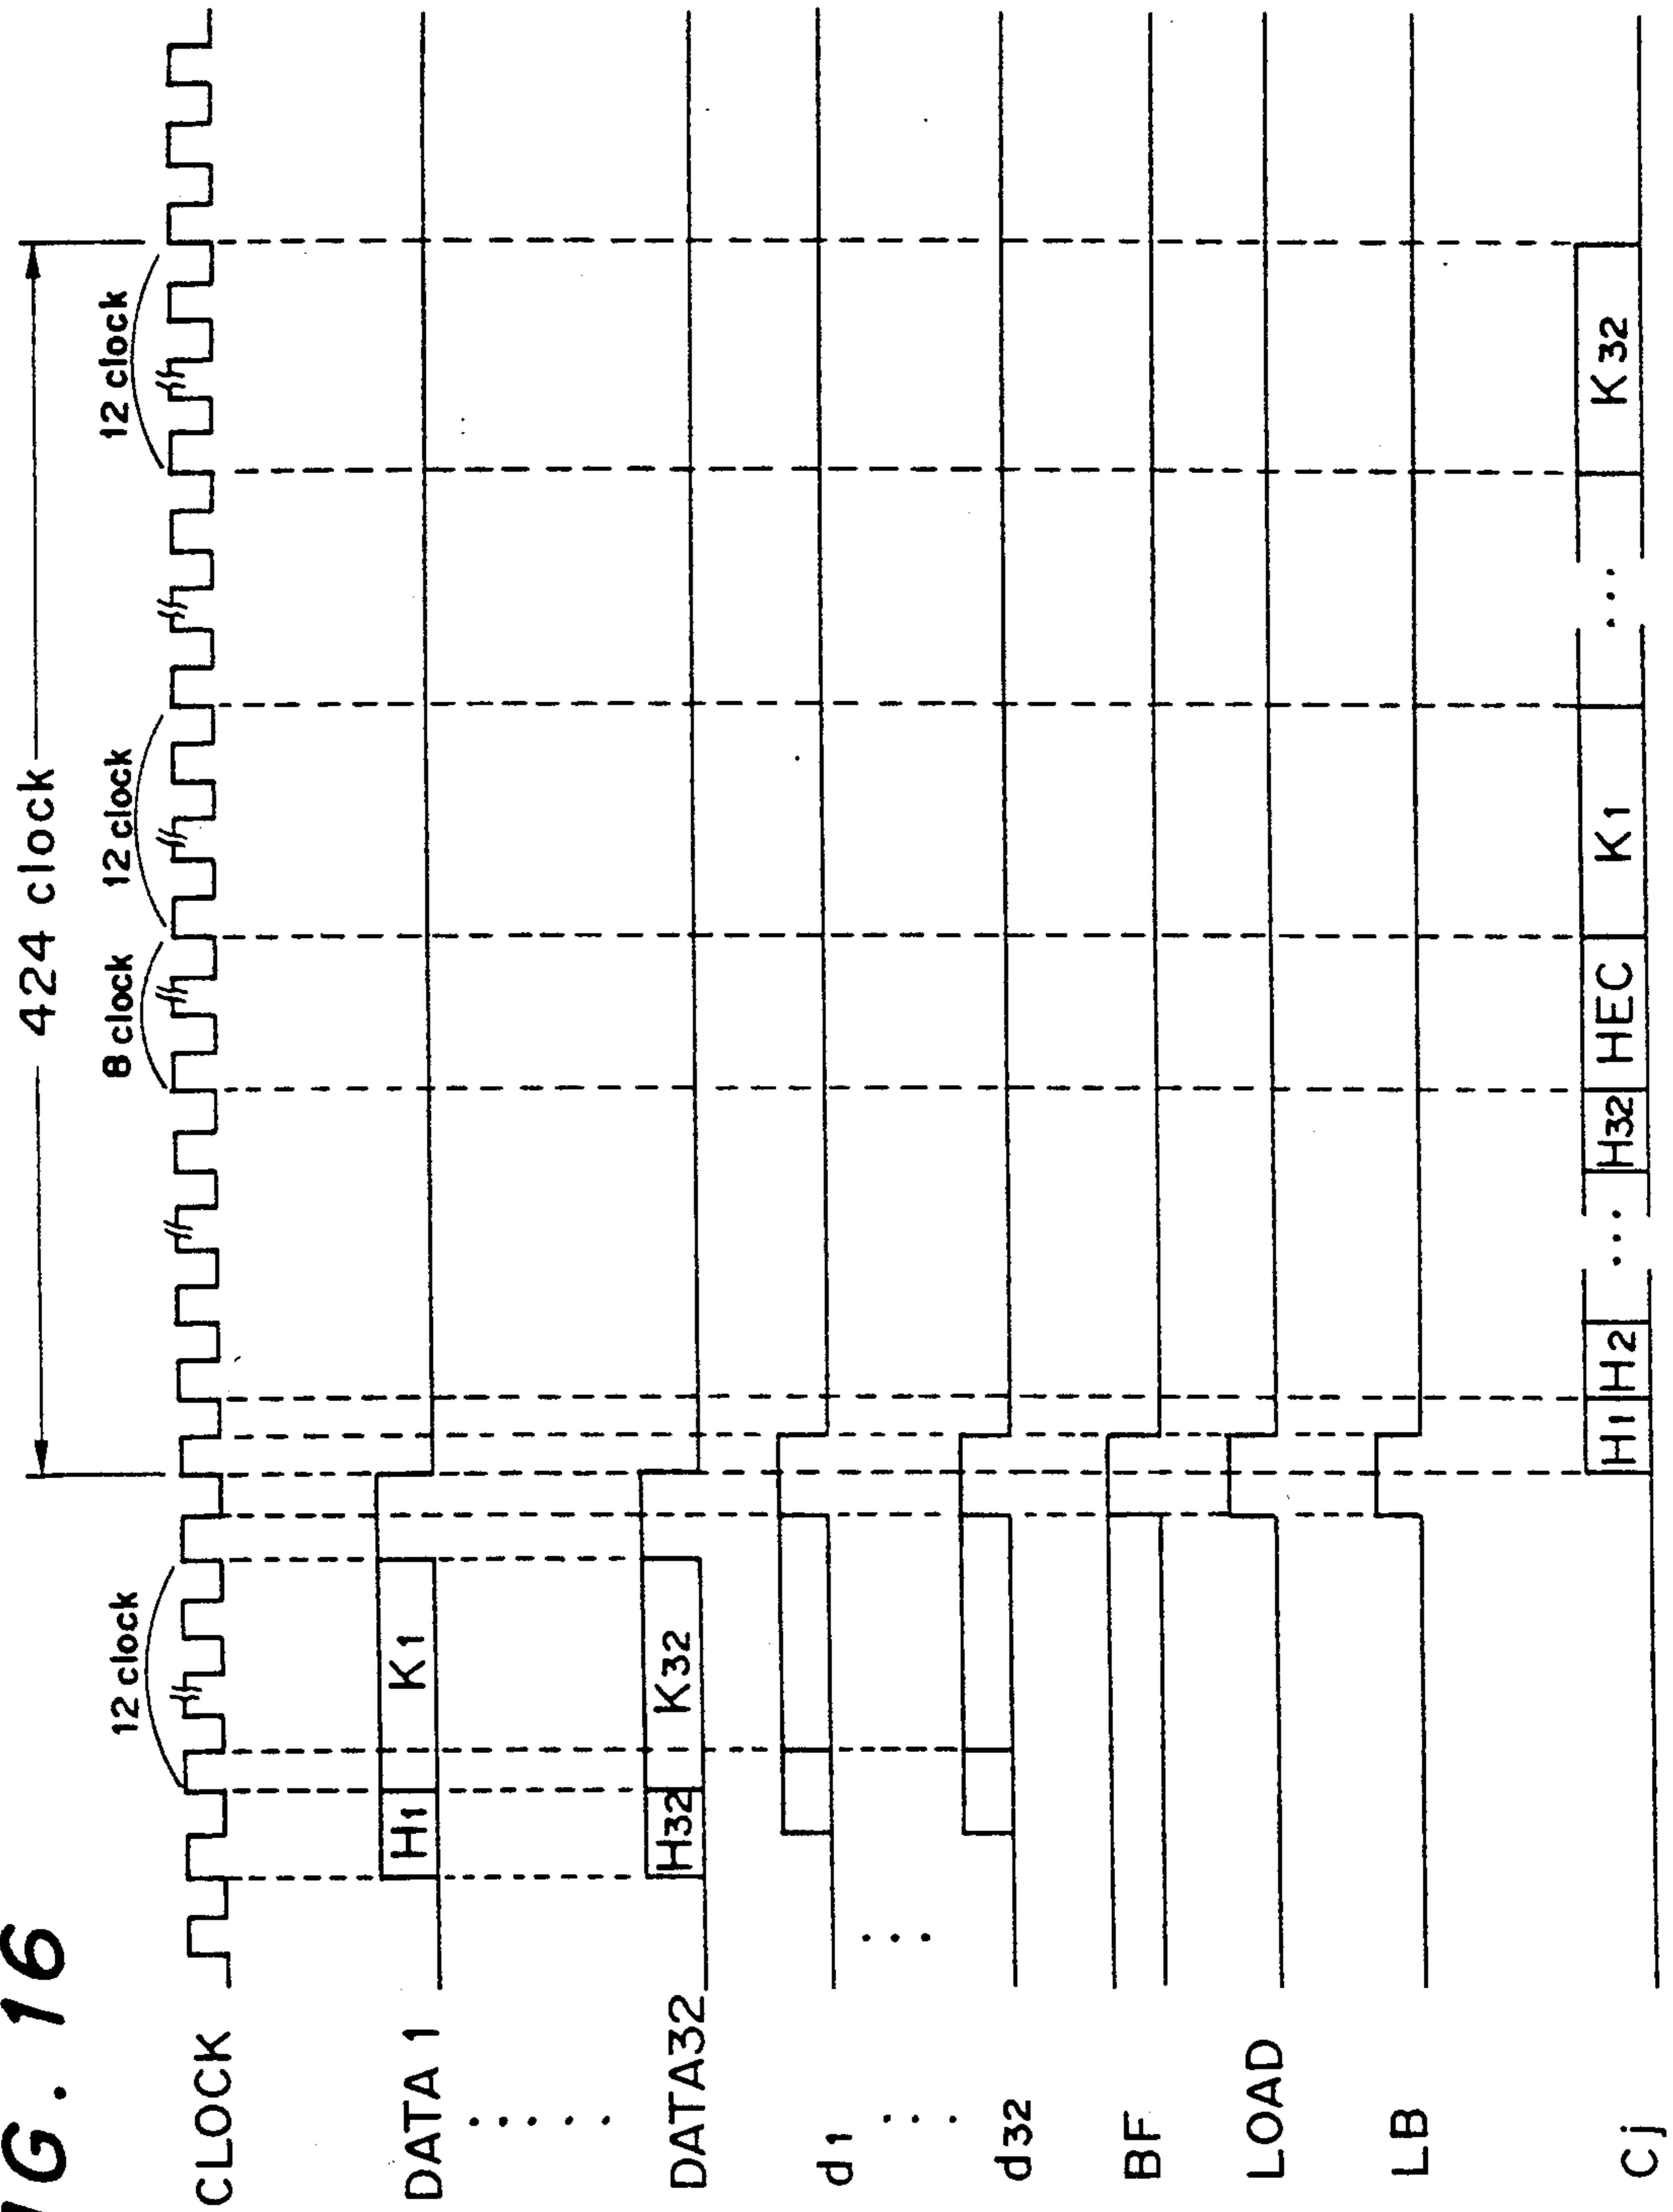 IG. 16
424 clock
12 clock
8 clock
12 clock
12 clock
CLOCK
DATA 1
H1 K1
DATA32
H32 K32
d1
d32
BF
LOAD
LB
Cj
H1 H2 ... H32 HEC K1 ... K32